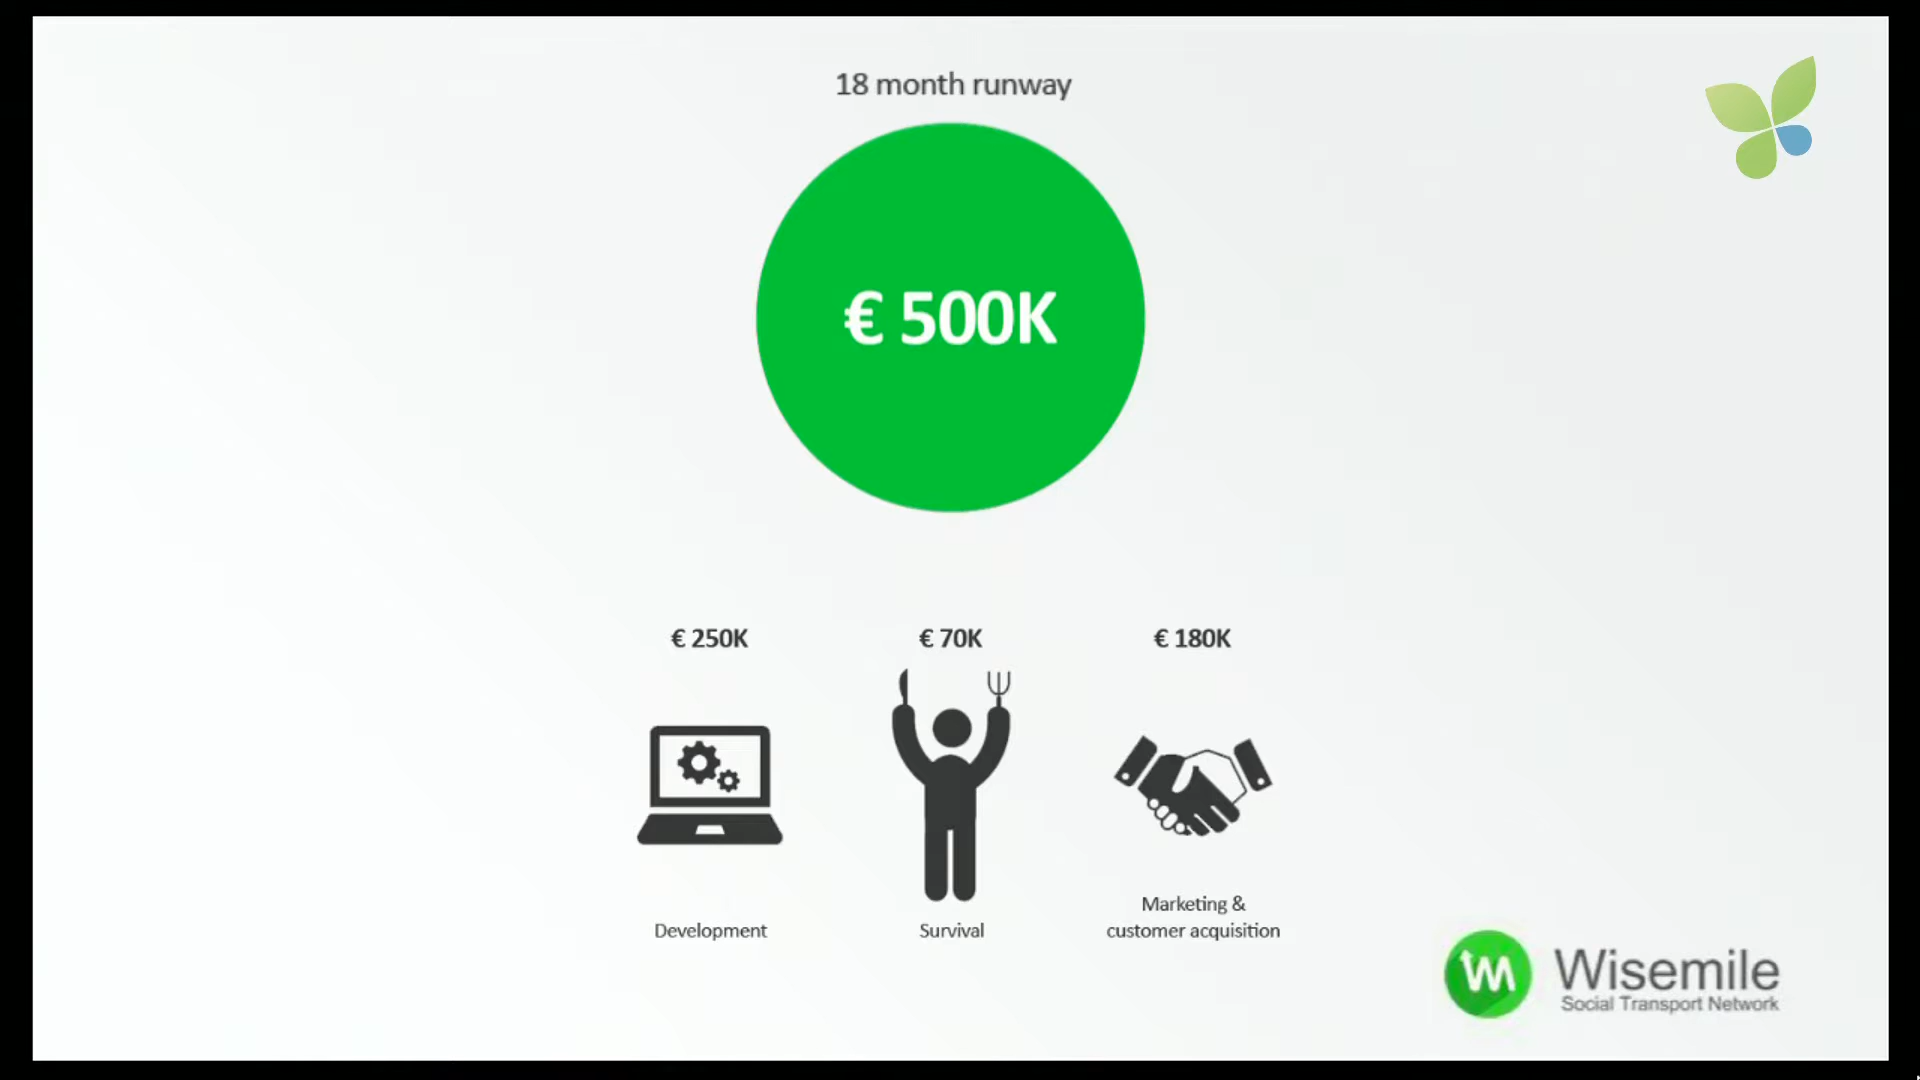 18 month runway
€ 500K
€ 250K
€ 70K
€ 180K
Development
Survival
Marketing &
customer acquisition
Wisemile
Social Transport Network